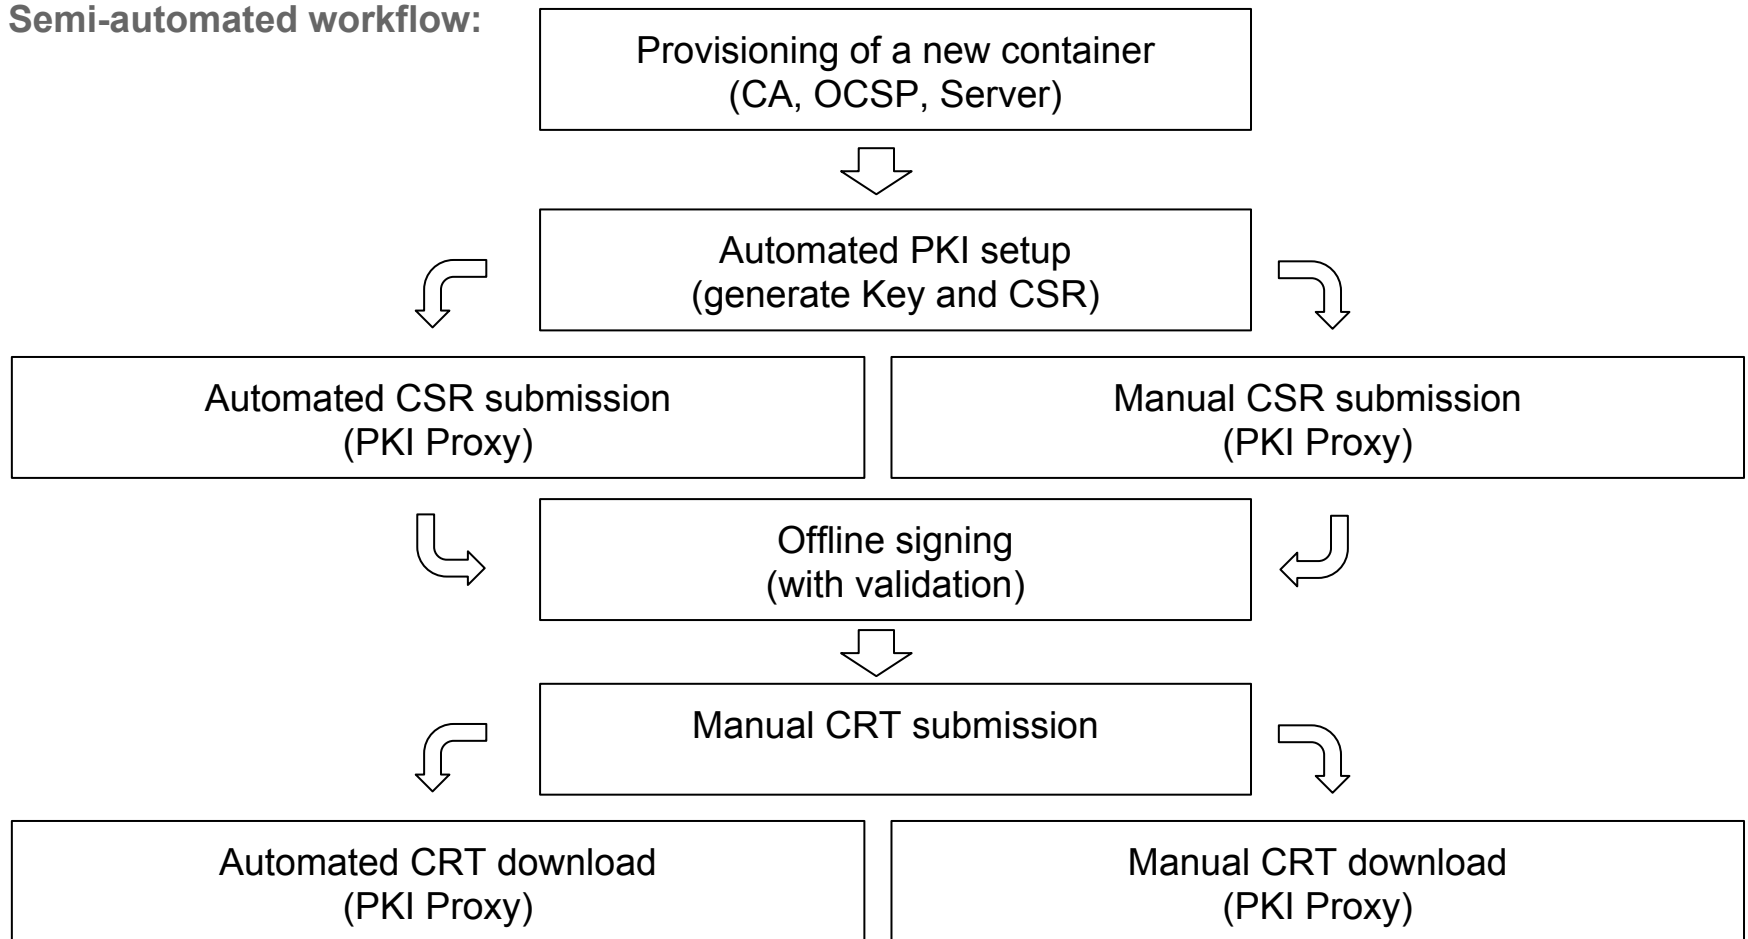 Semi-automated workflow:
Provisioning of a new container
(CA, OCSP, Server)
Automated PKI setup
(generate Key and CSR)
Automated CSR submission
(PKI Proxy)
Manual CSR submission
(PKI Proxy)
Offline signing
(with validation)
Manual CRT submission
Automated CRT download
(PKI Proxy)
Manual CRT download
(PKI Proxy)